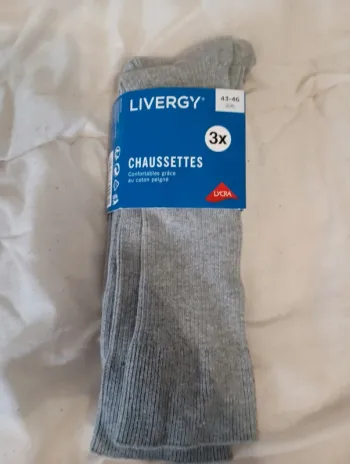 LIVERGY®
43-46
3x
CHAUSSETTES
Confortables grâce
au coton peigné
LYCRA